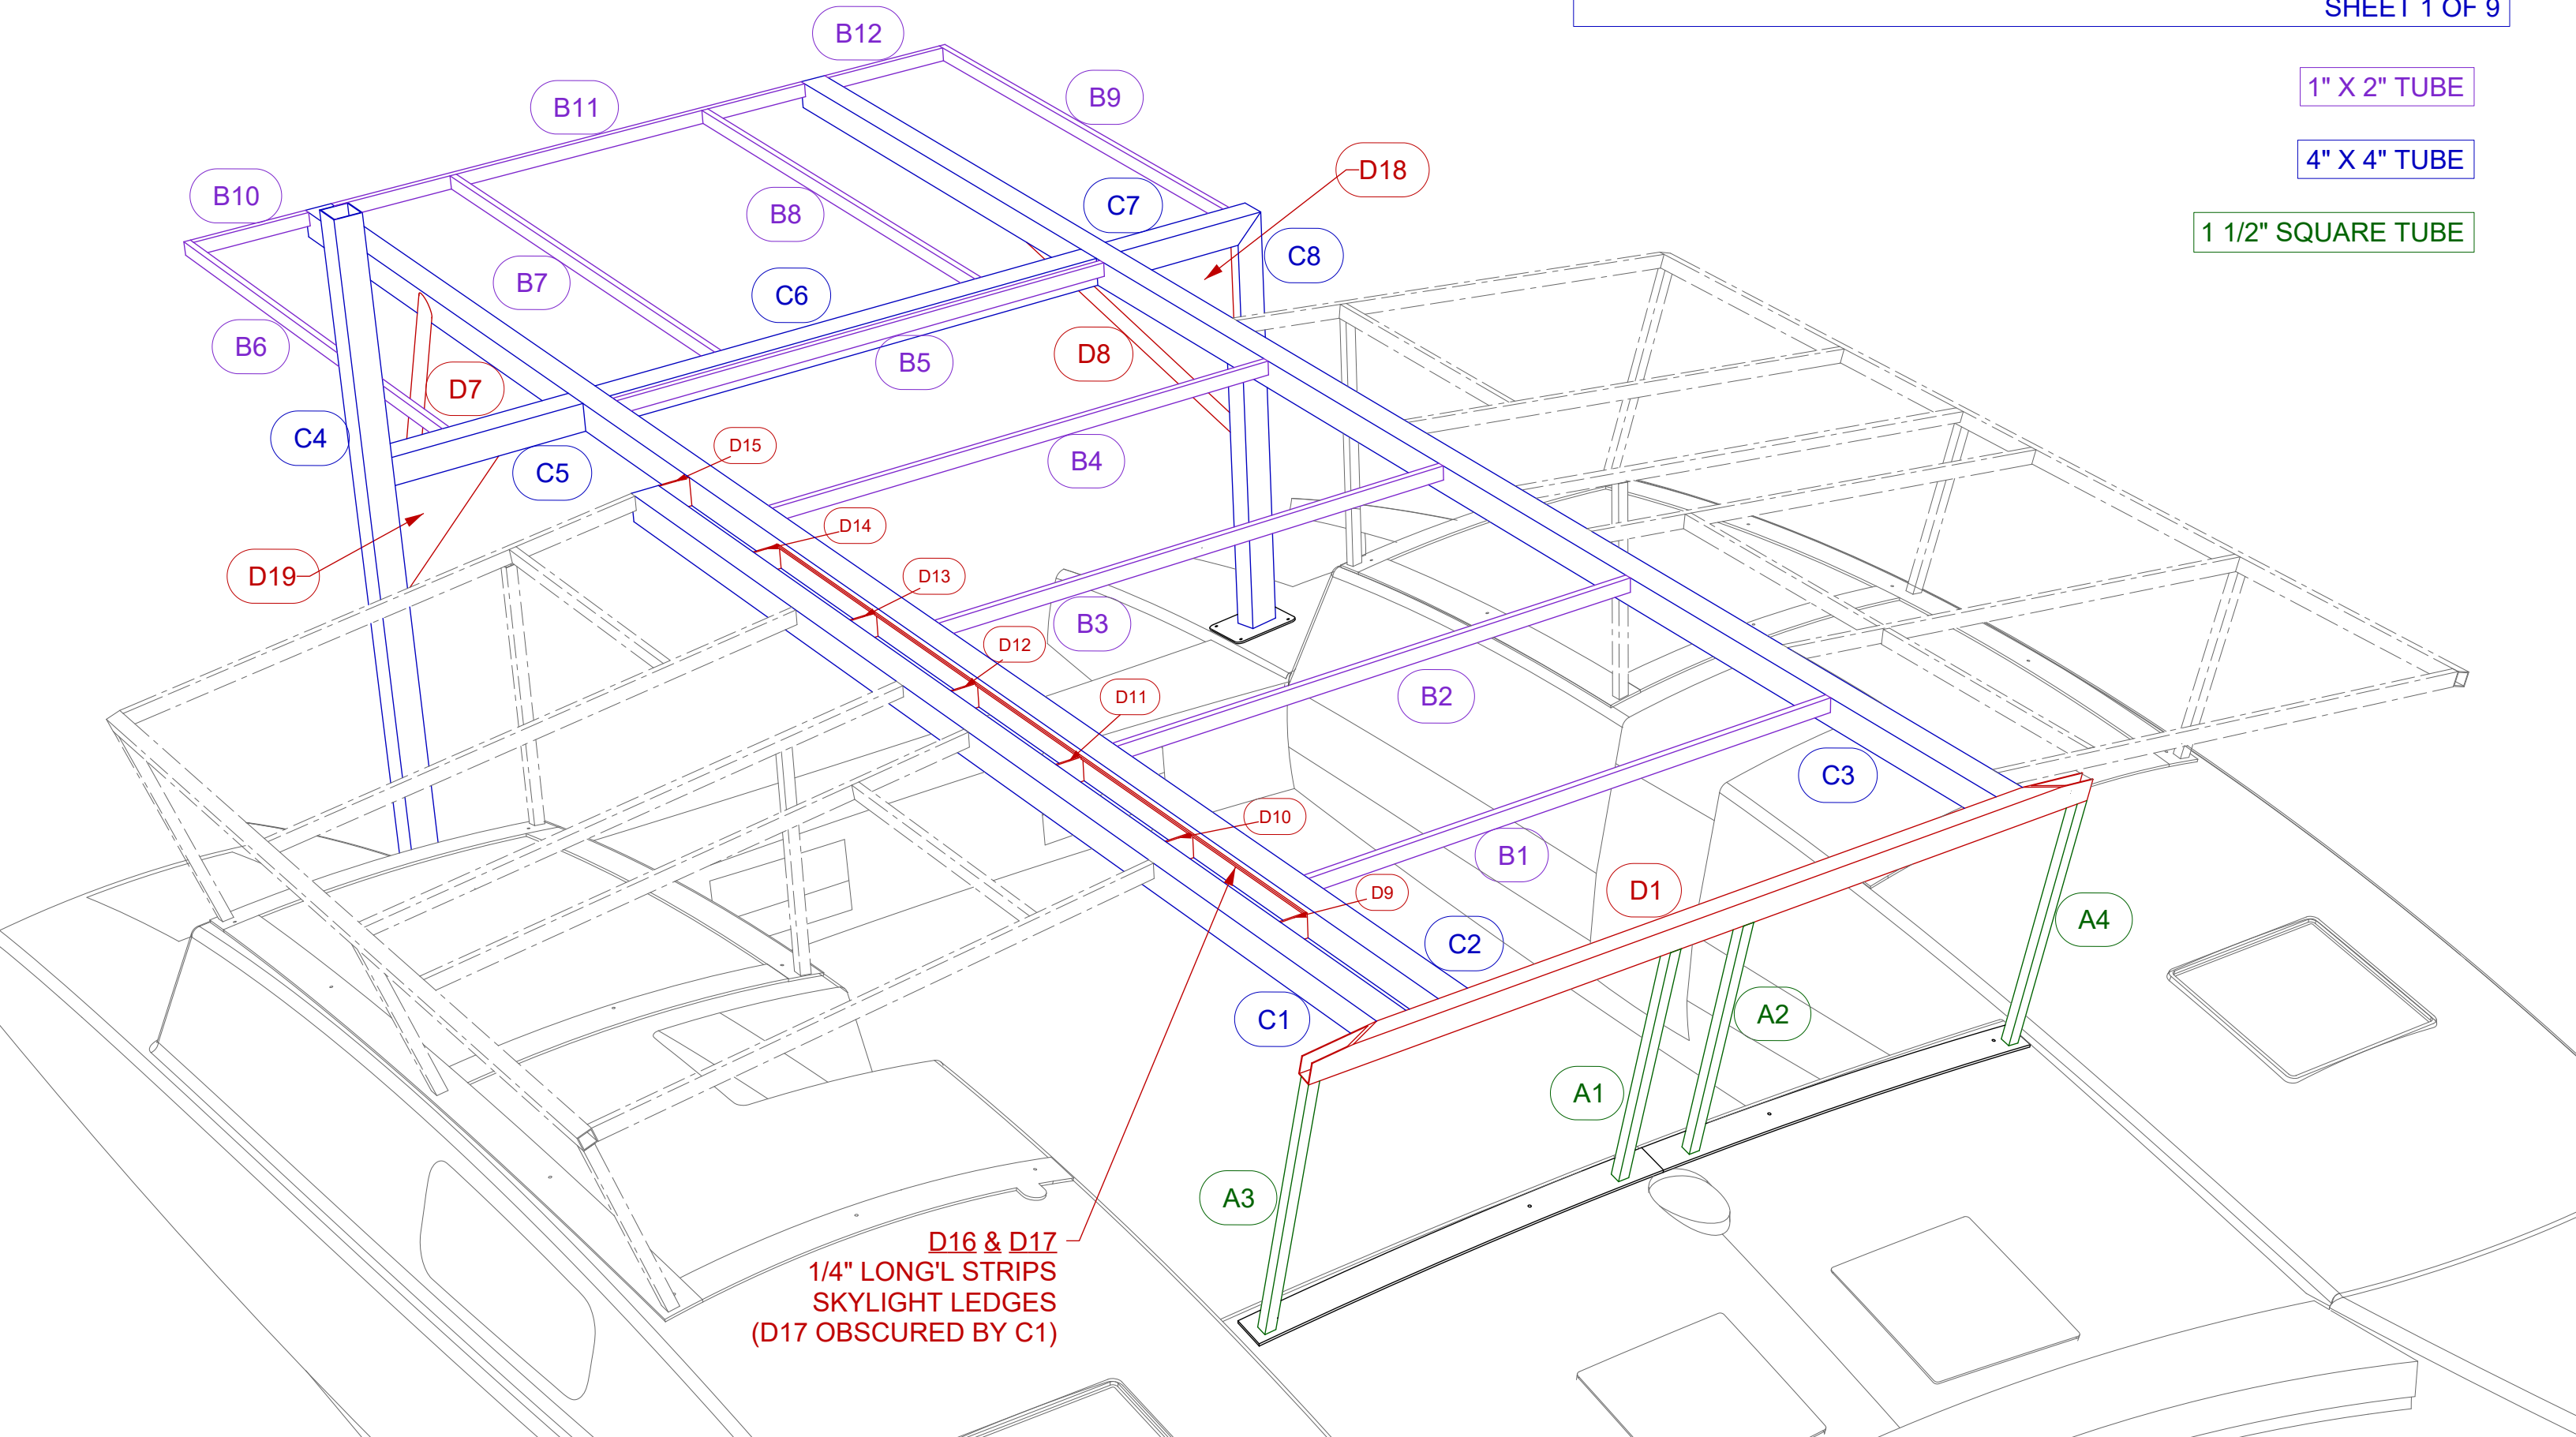 SHEET 1 OF 9
B12
1" X 2" TUBE
B9
B11
4" X 4" TUBE
D18
B10
C7
B8
1 1/2" SQUARE TUBE
C8
B7
C6
B6
D8
B5
D7
C4
D15
B4
C5
D14
D19
D13
B3
D12
B2
D11
C3
D10
B1
D1
D9
A4
C2
A2
C1
A1
A3
D16 & D17
1/4" LONG'L STRIPS
SKYLIGHT LEDGES
(D17 OBSCURED BY C1)